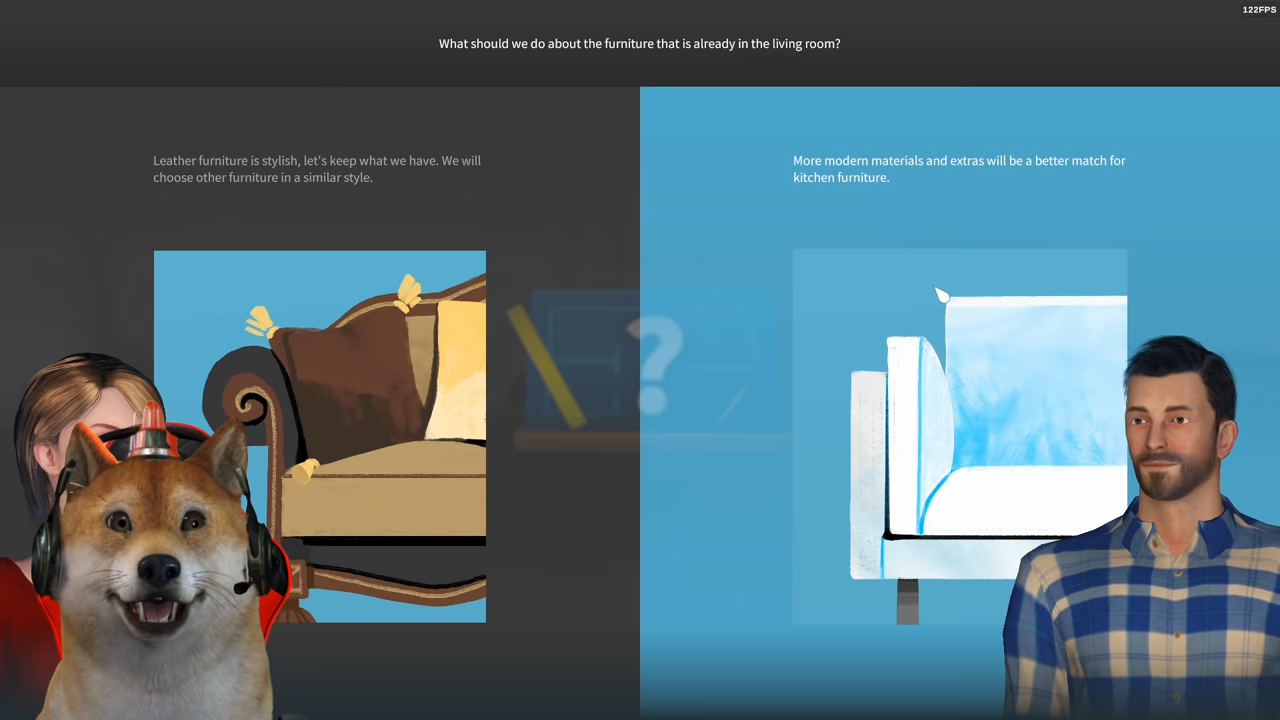 122FPS
What should we do about the furniture that is already in the living room?
Leather furniture is stylish, let's keep what we have. We will
choose other furniture in a similar style.
More modern materials and extras will be a better match for
kitchen furniture.
?